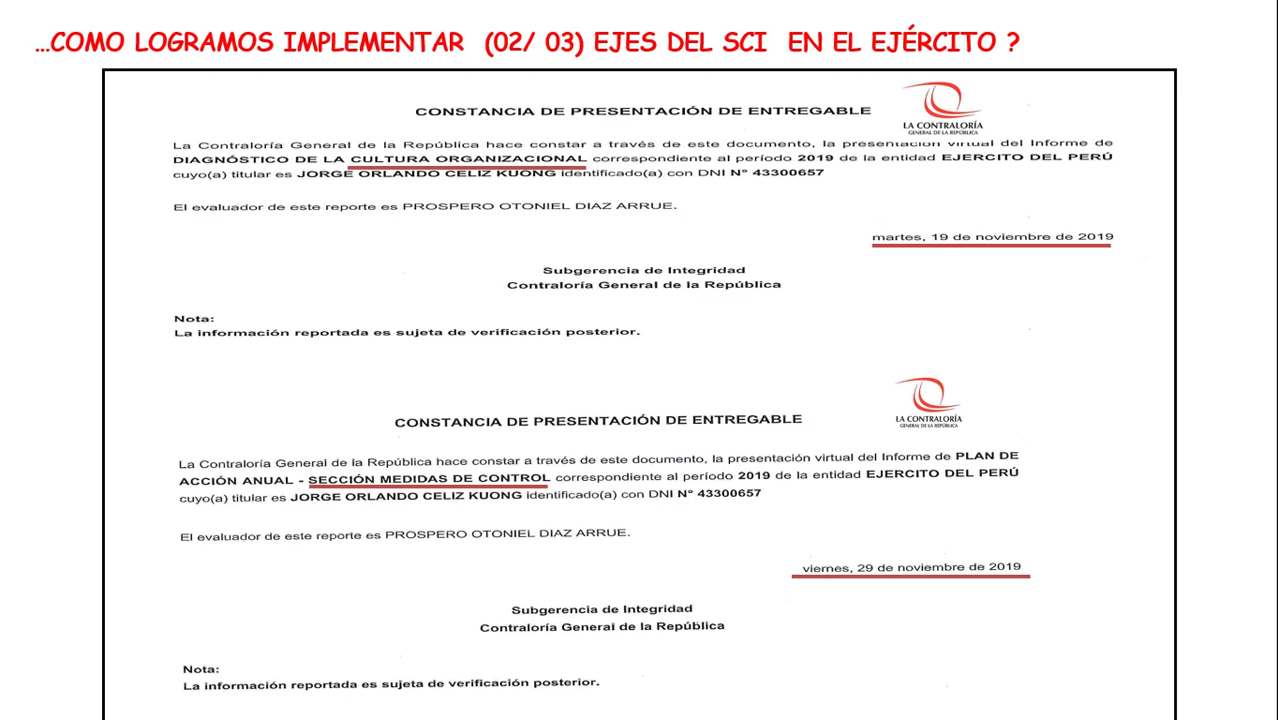 …COMO LOGRAMOS IMPLEMENTAR (02/ 03) EJES DEL SCI EN EL EJÉRCITO ?
CONSTANCIA DE PRESENTACIÓN DE ENTREGABLE
LA CONTRALORÍA
GENERAL DE LA REPÚBLICA
La Contraloría General de la República hace constar a través de este documento, la presentación virtual del Informe de
DIAGNÓSTICO DE LA CULTURA ORGANIZACIONAL correspondiente al período 2019 de la entidad EJERCITO DEL PERÚ
cuyo(a) titular es JORGE ORLANDO CELIZ KUONG identificado(a) con DNI N° 43300657
El evaluador de este reporte es PROSPERO OTONIEL DIAZ ARRUE.
martes, 19 de noviembre de 2019
Subgerencia de Integridad
Contraloría General de la República
Nota:
La información reportada es sujeta de verificación posterior.
CONSTANCIA DE PRESENTACIÓN DE ENTREGABLE
LA CONTRALORÍA
GENERAL DE LA REPÚBLICA
La Contraloría General de la República hace constar a través de este documento, la presentación virtual del Informe de PLAN DE
ACCIÓN ANUAL - SECCIÓN MEDIDAS DE CONTROL correspondiente al período 2019 de la entidad EJERCITO DEL PERÚ
cuyo(a) titular es JORGE ORLANDO CELIZ KUONG identificado(a) con DNI N° 43300657
El evaluador de este reporte es PROSPERO OTONIEL DIAZ ARRUE.
viernes, 29 de noviembre de 2019
Subgerencia de Integridad
Contraloría General de la República
Nota:
La información reportada es sujeta de verificación posterior.